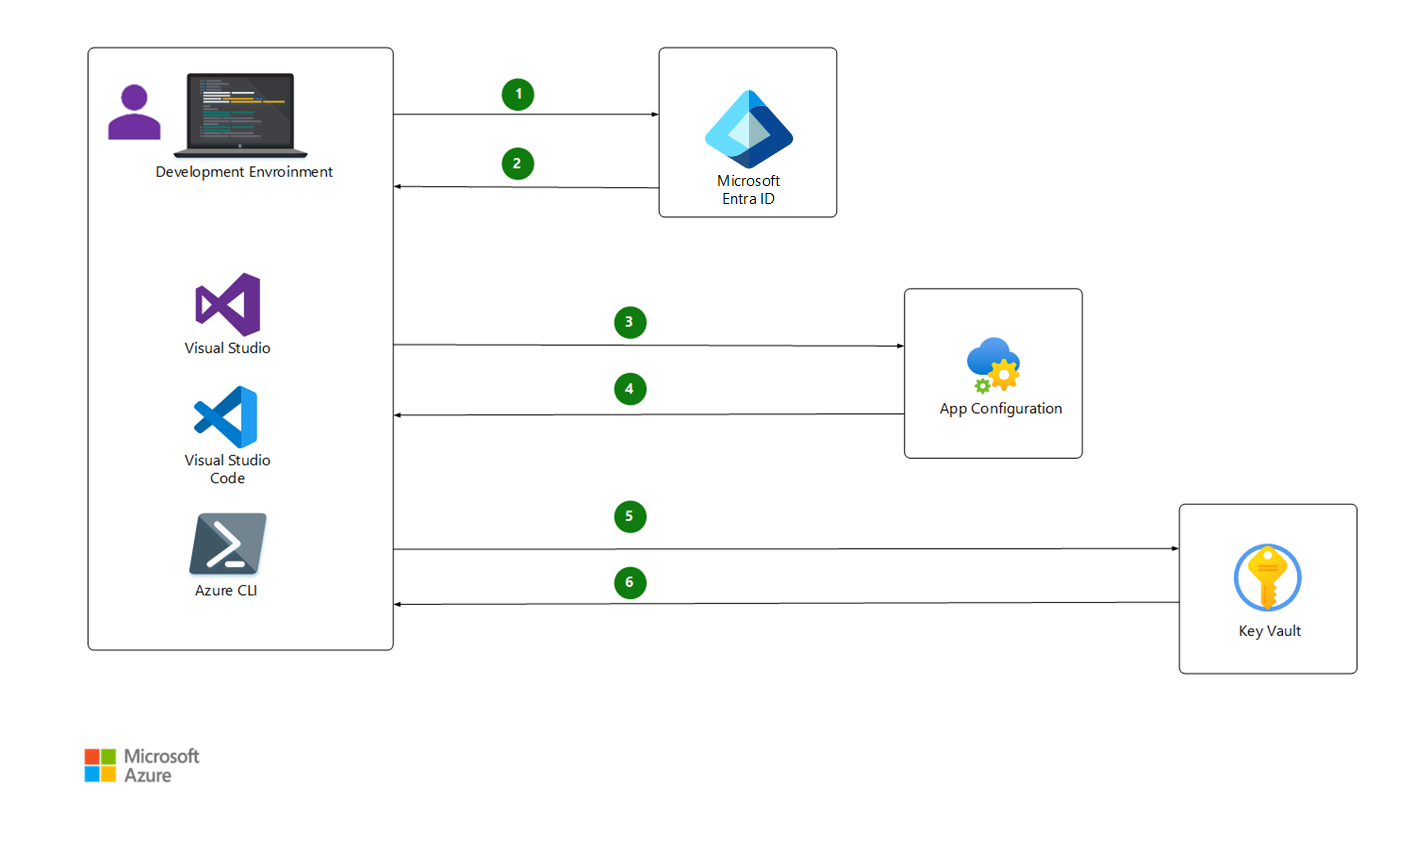 1
2
Development Envroinment
Microsoft
Entra ID
Visual Studio
3
4
App Configuration
Visual Studio
Code
5
6
Azure CLI
Key Vault
Microsoft
Azure